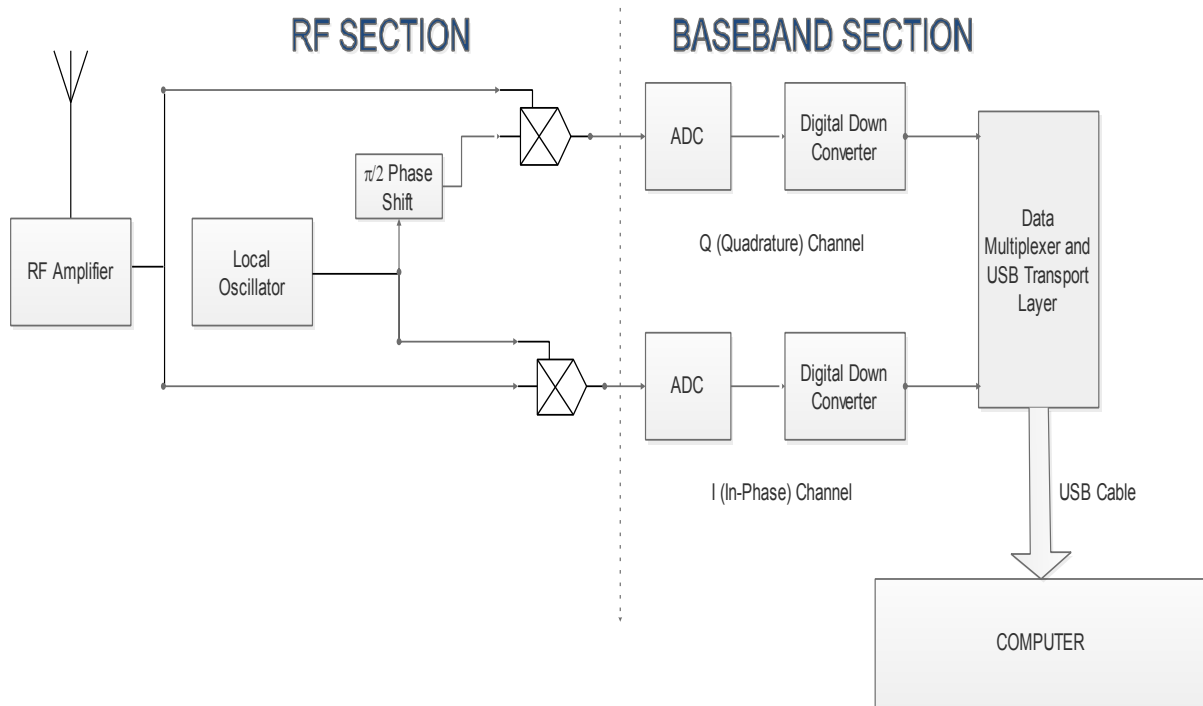 RF SECTION
BASEBAND SECTION
RF Amplifier
Local
Oscillator
π/2 Phase
Shift
ADC
Digital Down
Converter
Q (Quadrature) Channel
Data
Multiplexer and
USB Transport
Layer
ADC
Digital Down
Converter
I (In-Phase) Channel
USB Cable
COMPUTER